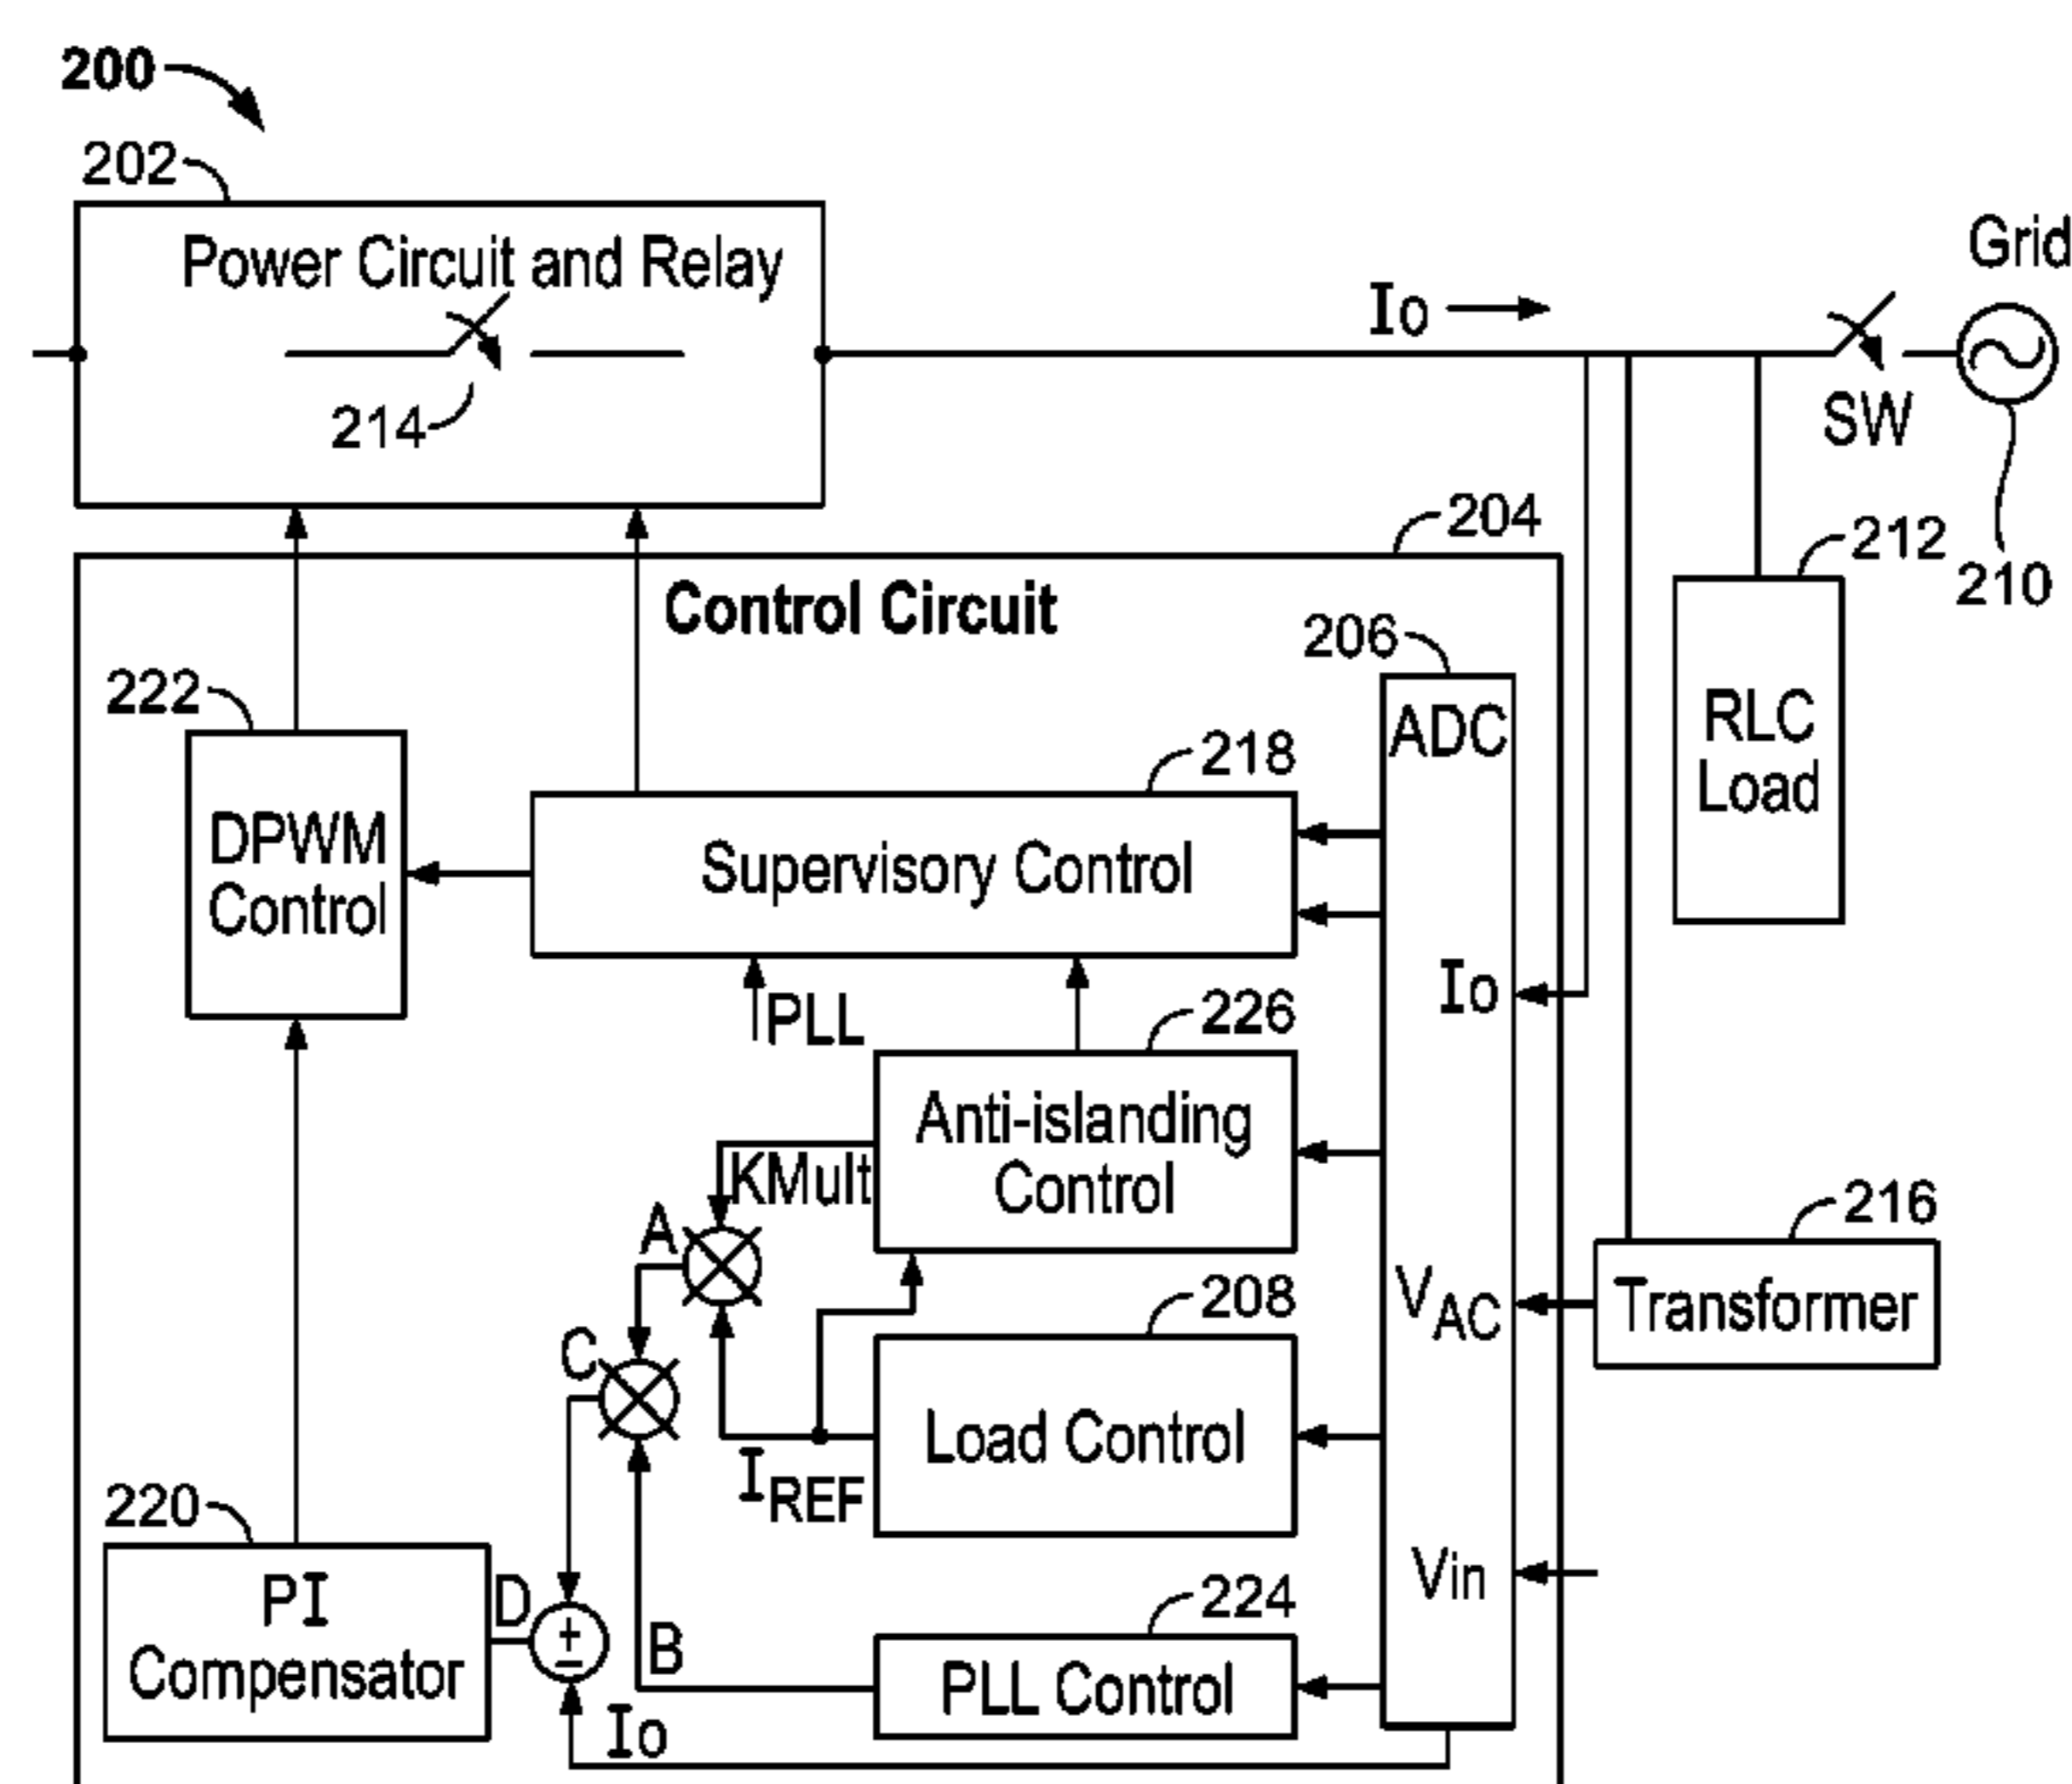 200
202
Power Circuit and Relay
214
Io
Grid
SW
204
212
210
Control Circuit
206
222
ADC
RLC
Load
218
DPWM
Control
Supervisory Control
Io
PLL
226
Anti-islanding
Control
KMult
A
216
208
VAC
Transformer
C
Load Control
IREF
220
Vin
PI
Compensator
D
+
−
224
B
PLL Control
Io